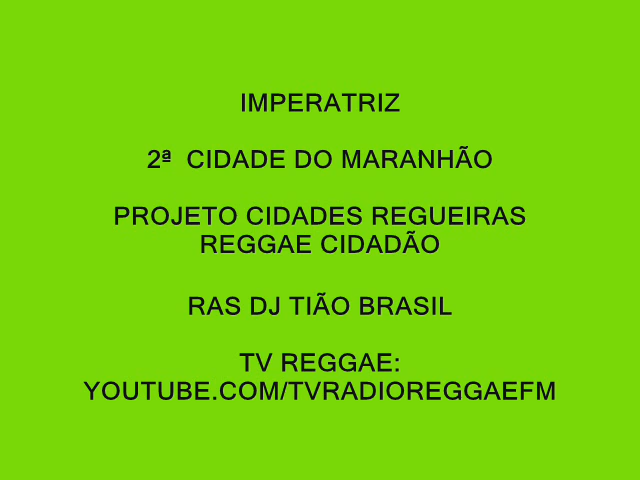 IMPERATRIZ
2ª CIDADE DO MARANHÃO
PROJETO CIDADES REGUEIRAS
REGGAE CIDADÃO
RAS DJ TIÃO BRASIL
TV REGGAE:
YOUTUBE.COM/TVRADIOREGGAEFM